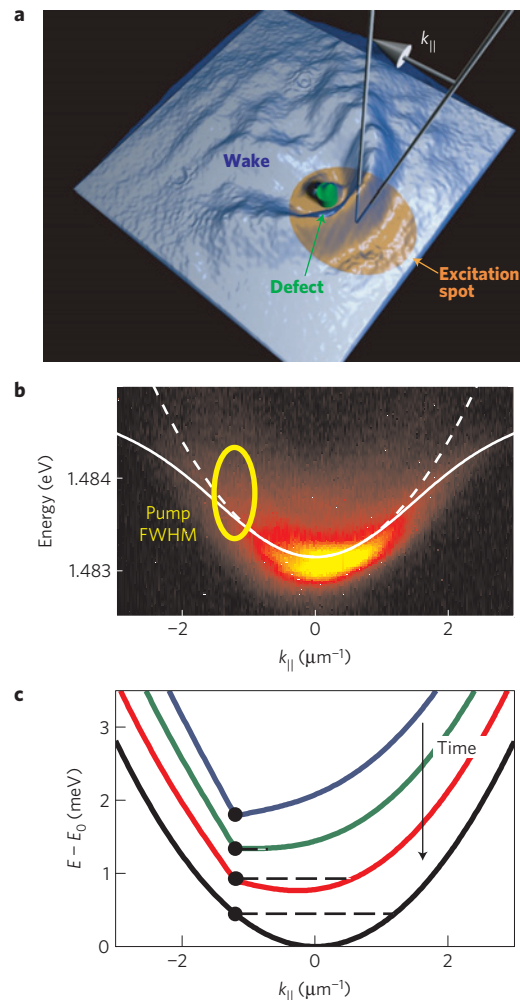 a
k||
Wake
Defect
Excitation
spot
b
Energy (eV)
1.484
1.483
Pump
FWHM
−2
0
2
k|| (μm−1)
c
E − E0
(meV)
3
2
1
0
Time
−2
0
2
k|| (μm−1)